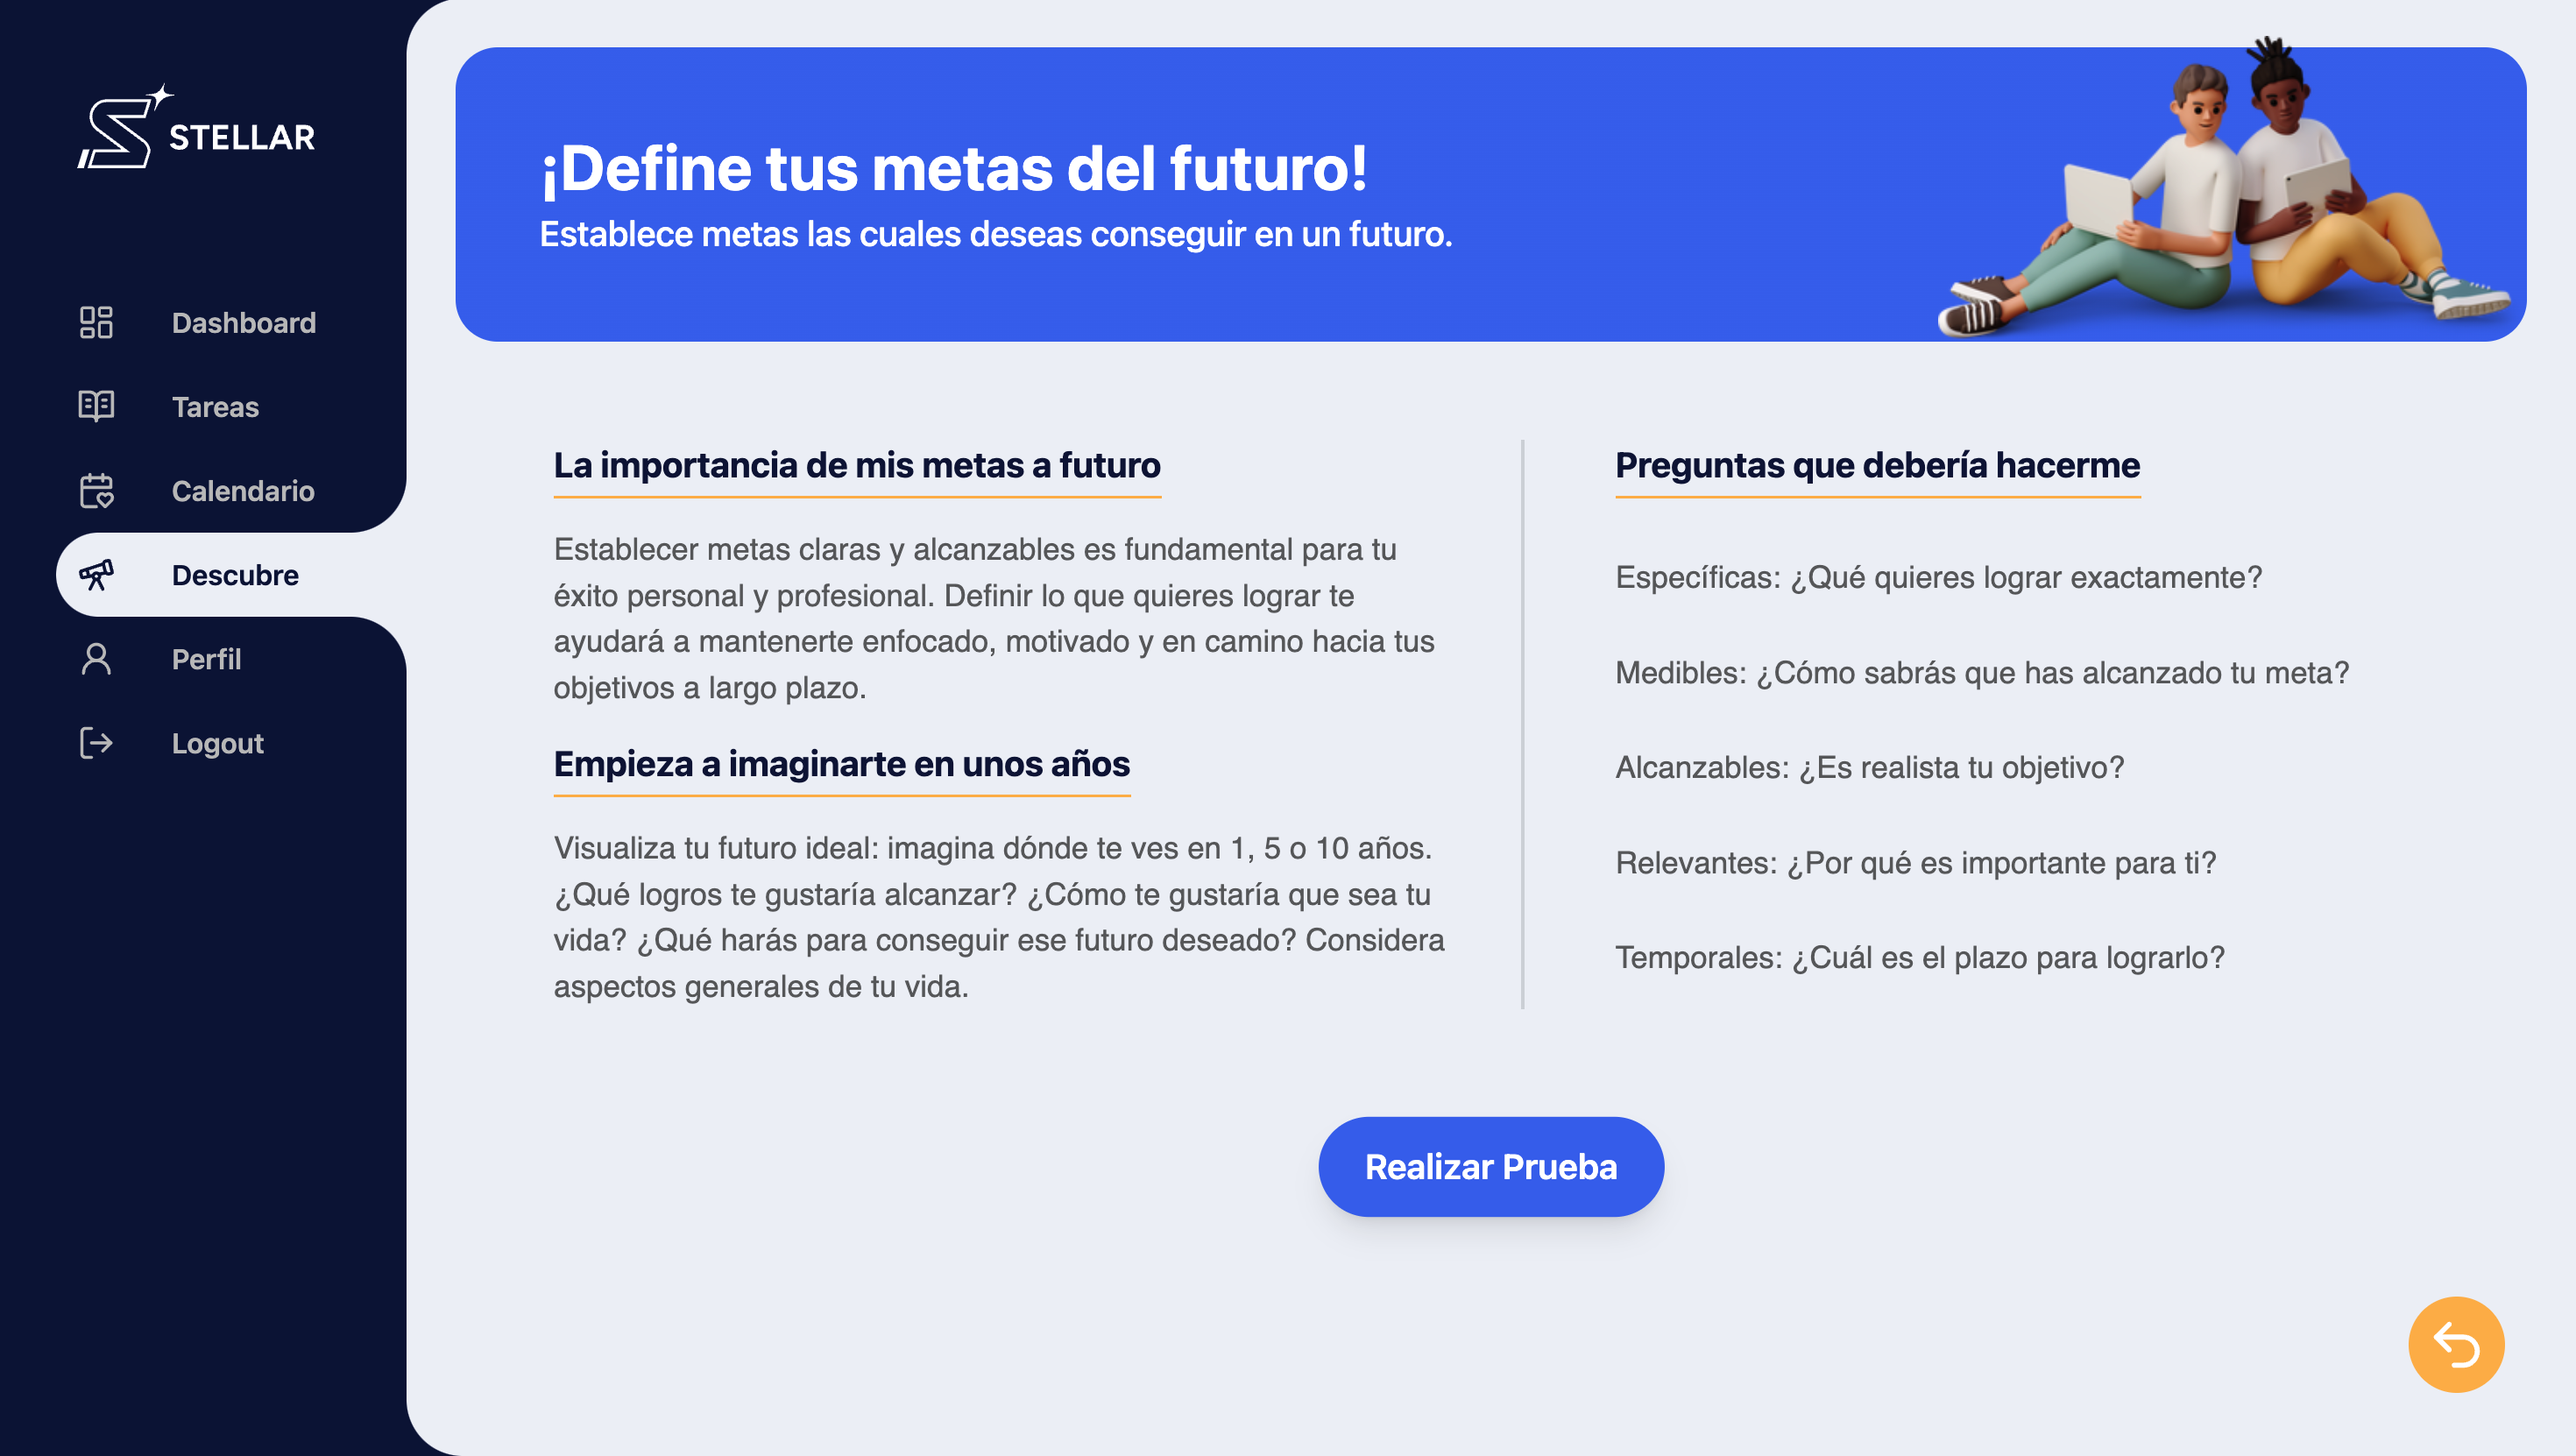 STELLAR
Dashboard
Tareas
Calendario
Descubre
Perfil
Logout
¡Define tus metas del futuro!
Establece metas las cuales deseas conseguir en un futuro.
La importancia de mis metas a futuro
Establecer metas claras y alcanzables es fundamental para tu
éxito personal y profesional. Definir lo que quieres lograr te
ayudará a mantenerte enfocado, motivado y en camino hacia tus
objetivos a largo plazo.
Empieza a imaginarte en unos años
Visualiza tu futuro ideal: imagina dónde te ves en 1, 5 o 10 años.
¿Qué logros te gustaría alcanzar? ¿Cómo te gustaría que sea tu
vida? ¿Qué harás para conseguir ese futuro deseado? Considera
aspectos generales de tu vida.
Preguntas que debería hacerme
Específicas: ¿Qué quieres lograr exactamente?
Medibles: ¿Cómo sabrás que has alcanzado tu meta?
Alcanzables: ¿Es realista tu objetivo?
Relevantes: ¿Por qué es importante para ti?
Temporales: ¿Cuál es el plazo para lograrlo?
Realizar Prueba